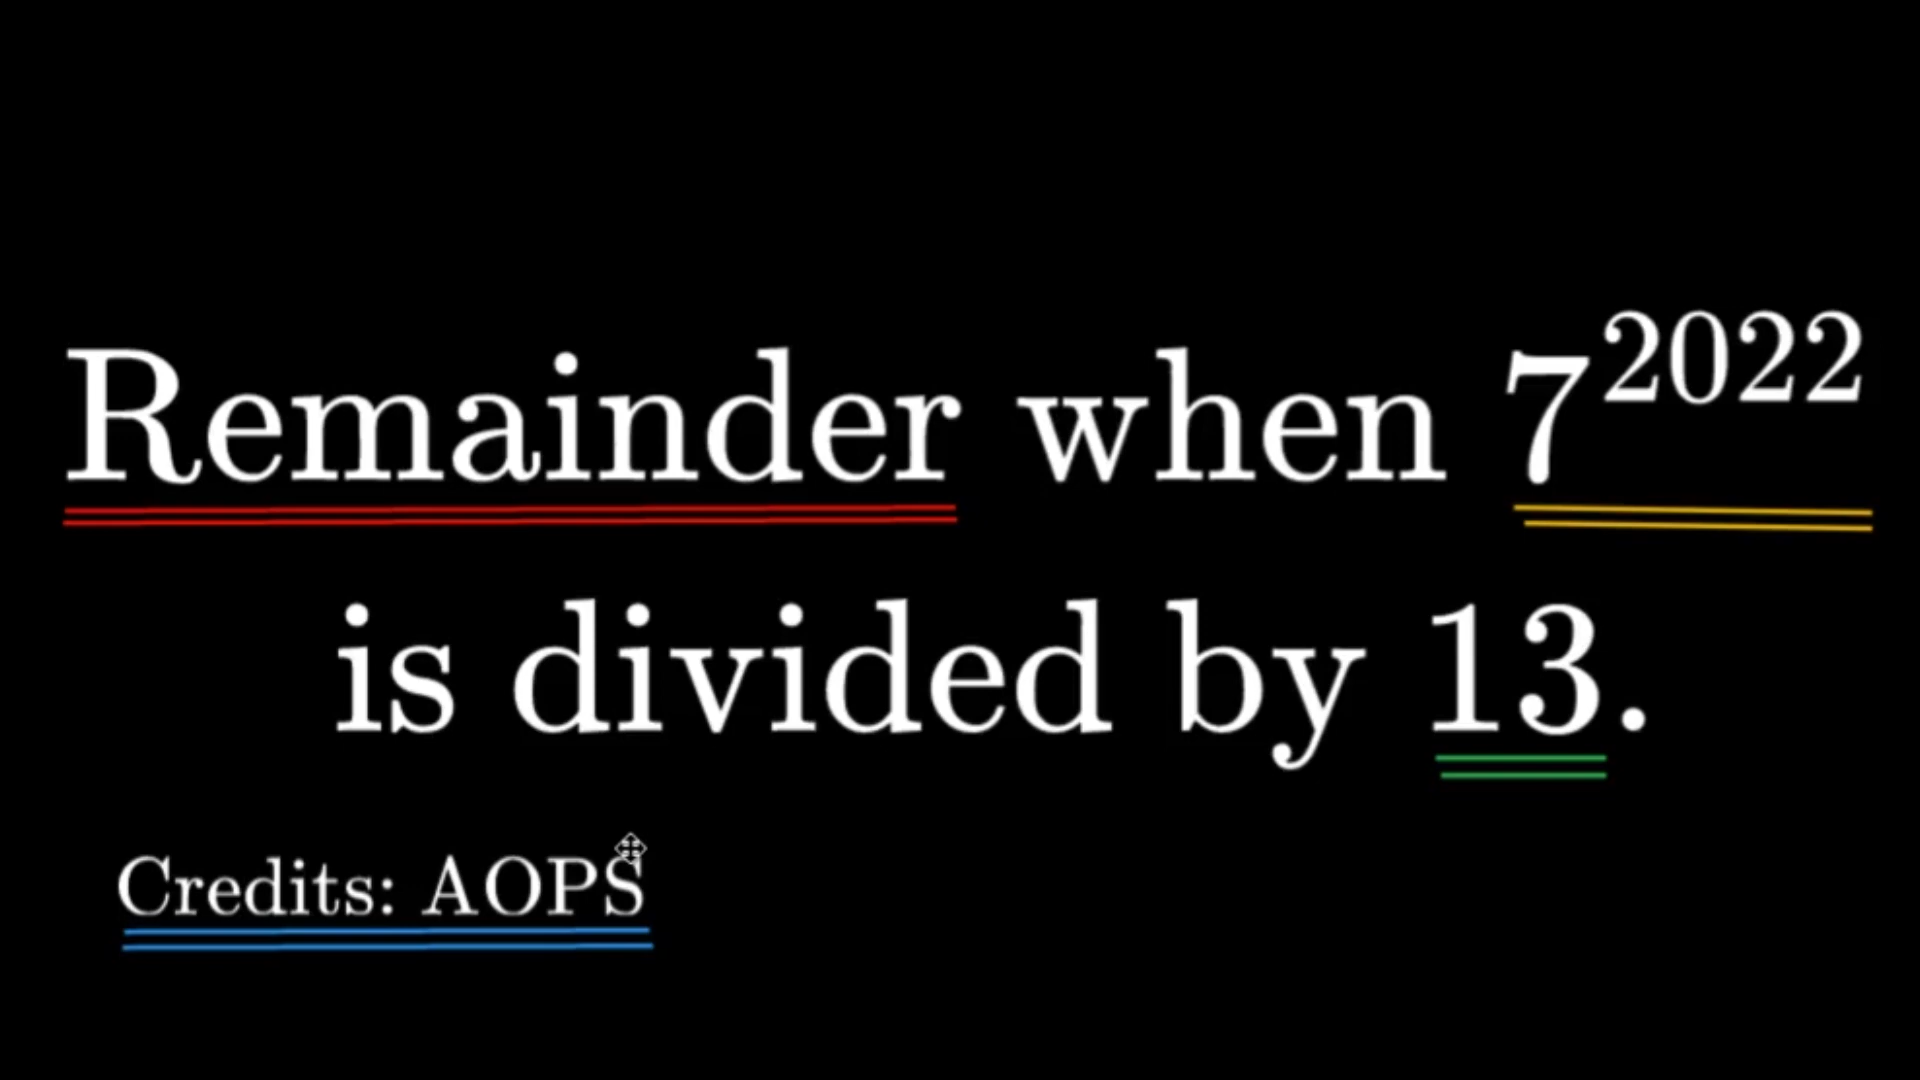 Remainder when 7^2022
is divided by 13.
Credits: AOPS